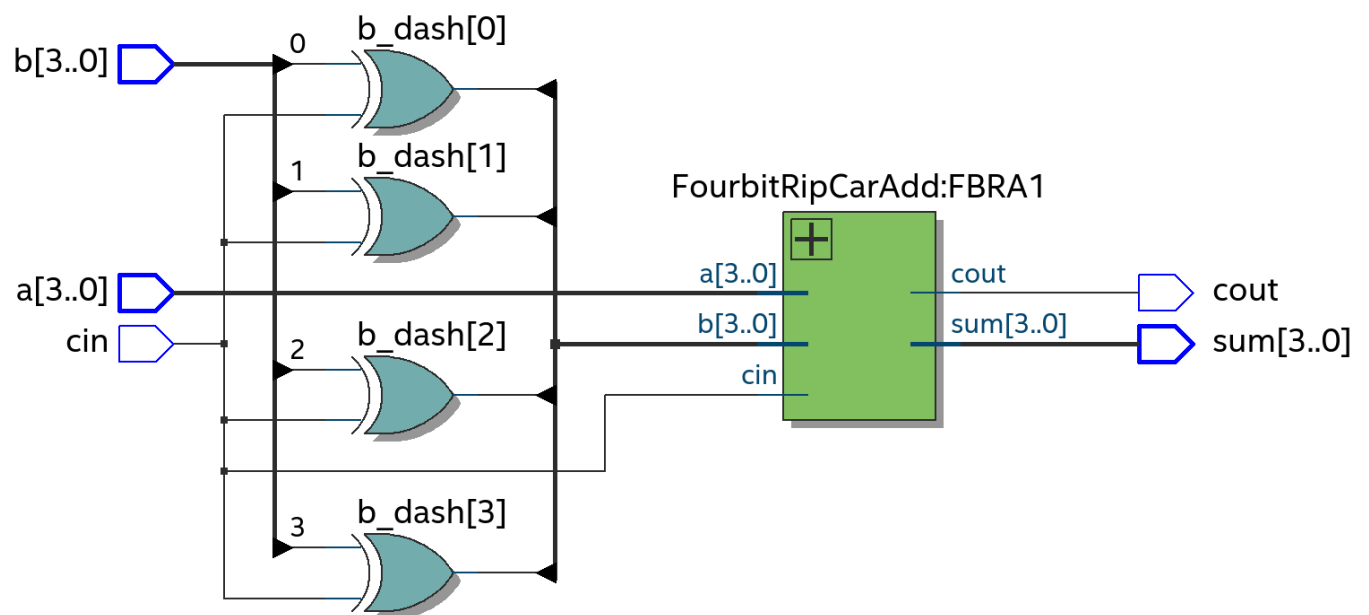 b_dash[0]
0
b[3..0]
b_dash[1]
1
FourbitRipCarAdd:FBRA1
a[3..0]
a[3..0]
cout
cout
b[3..0]
sum[3..0]
sum[3..0]
cin
b_dash[2]
2
cin
b_dash[3]
3